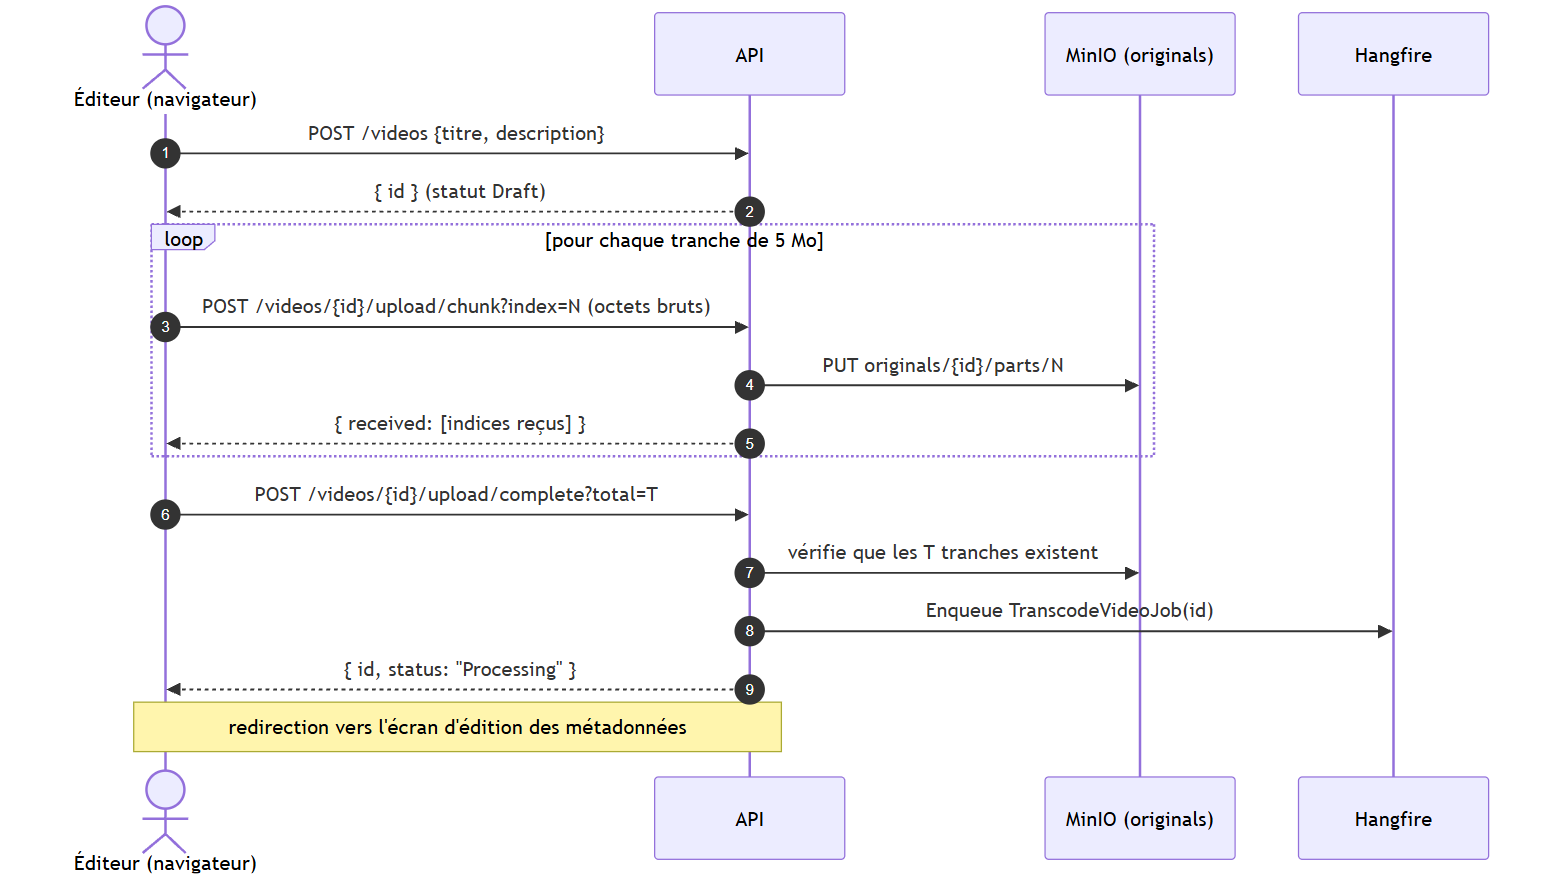 Éditeur (navigateur)
API
MinIO (originals)
Hangfire
POST /videos {titre, description}
1
{ id } (statut Draft)
2
loop
[pour chaque tranche de 5 Mo]
POST /videos/{id}/upload/chunk?index=N (octets bruts)
3
PUT originals/{id}/parts/N
4
{ received: [indices reçus] }
5
POST /videos/{id}/upload/complete?total=T
6
vérifie que les T tranches existent
7
Enqueue TranscodeVideoJob(id)
8
{ id, status: "Processing" }
9
redirection vers l'écran d'édition des métadonnées
Éditeur (navigateur)
API
MinIO (originals)
Hangfire